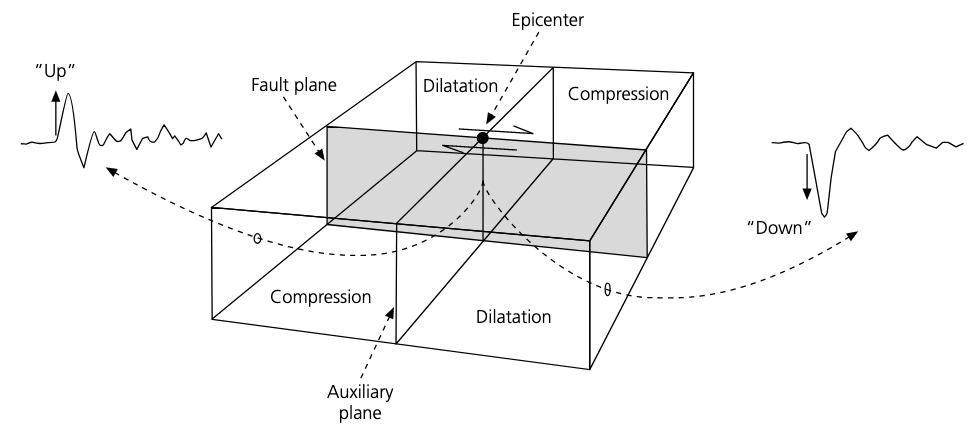 Epicenter
"Up"
Fault plane
Dilatation
Compression
"Down"
Compression
Dilatation
Auxiliary
plane